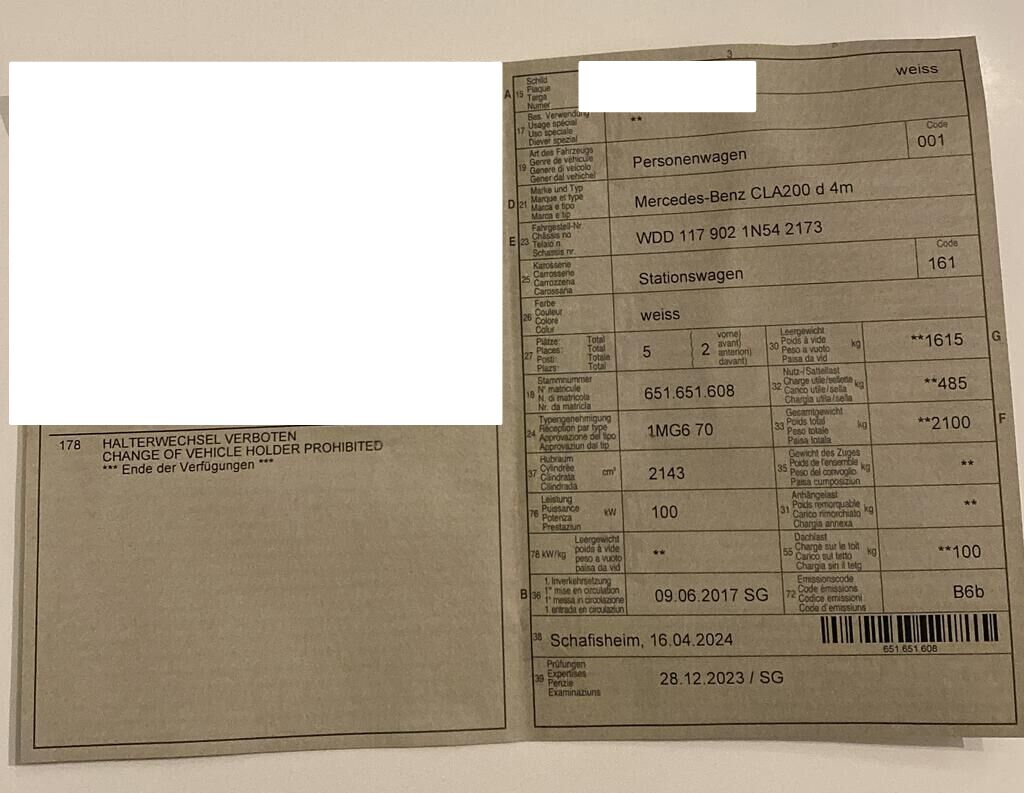 178 HALTERWECHSEL VERBOTEN
CHANGE OF VEHICLE HOLDER PROHIBITED
*** Ende der Verfügungen ***
3
A 15 Schild
Plaque
Targa
Numer
weiss
17 Bes. Verwendung
Usage spécial
Uso speciale
Diever spezial
**
19 Art des Fahrzeugs
Genre de véhicule
Genere di veicolo
Gener dal vehichel
Personenwagen
Code
001
D 21 Marke und Typ
Marque et type
Marca e tipo
Marca e tip
Mercedes-Benz CLA200 d 4m
E 23 Fahrgestell-Nr.
Châssis no
Telaio n.
Schassis nr.
WDD 117 902 1N54 2173
25 Karosserie
Carrosserie
Carrozzeria
Carossaria
Stationswagen
Code
161
26 Farbe
Couleur
Colore
Colur
weiss
27 Plätze: Total
Places: Total
Posti: Totale
Plazs: Total
5
2 vorne)
avant)
anterion)
davant)
30 Leergewicht
Poids à vide
Peso a vuoto
Paisa da vid
kg
**1615
G
18 Stammnummer
N° matricule
N. di matricola
Nr. da matricla
651.651.608
32 Nutz-/Sattellast
Charge utile/sellette
Carico utile/sella
Chargia utila/sella
kg
**485
24 Typengenehmigung
Réception par type
Approvazione del tipo
Approvaziun dal tip
1MG6 70
33 Gesamtgewicht
Poids total
Peso totale
Paisa totala
kg
**2100
F
37 Hubraum
Cylindrée
Cilindrata
Cilindrada
cm³
2143
35 Gewicht des Zuges
Poids de l'ensemble
Peso del convoglio
Paisa cumposiziun
kg
**
76 Leistung
Puissance
Potenza
Prestaziun
kW
100
31 Anhängelast
Poids remorquable
Carico rimorchiato
Chargia annexa
kg
**
78 kW/kg Leergewicht
poids à vide
peso a vuoto
paisa da vid
**
55 Dachlast
Charge sur le toit
Carico sul tetto
Chargia sin il tetg
kg
**100
B 36 1. Inverkehrsetzung
1re mise en circulation
1a messa in circolazione
1. entrada en circulaziun
09.06.2017 SG
72 Emissionscode
Code émissions
Codice emissioni
Code d'emissiuns
B6b
38 Schafisheim, 16.04.2024
651.651.608
39 Prüfungen
Expertises
Perizie
Examinaziuns
28.12.2023 / SG